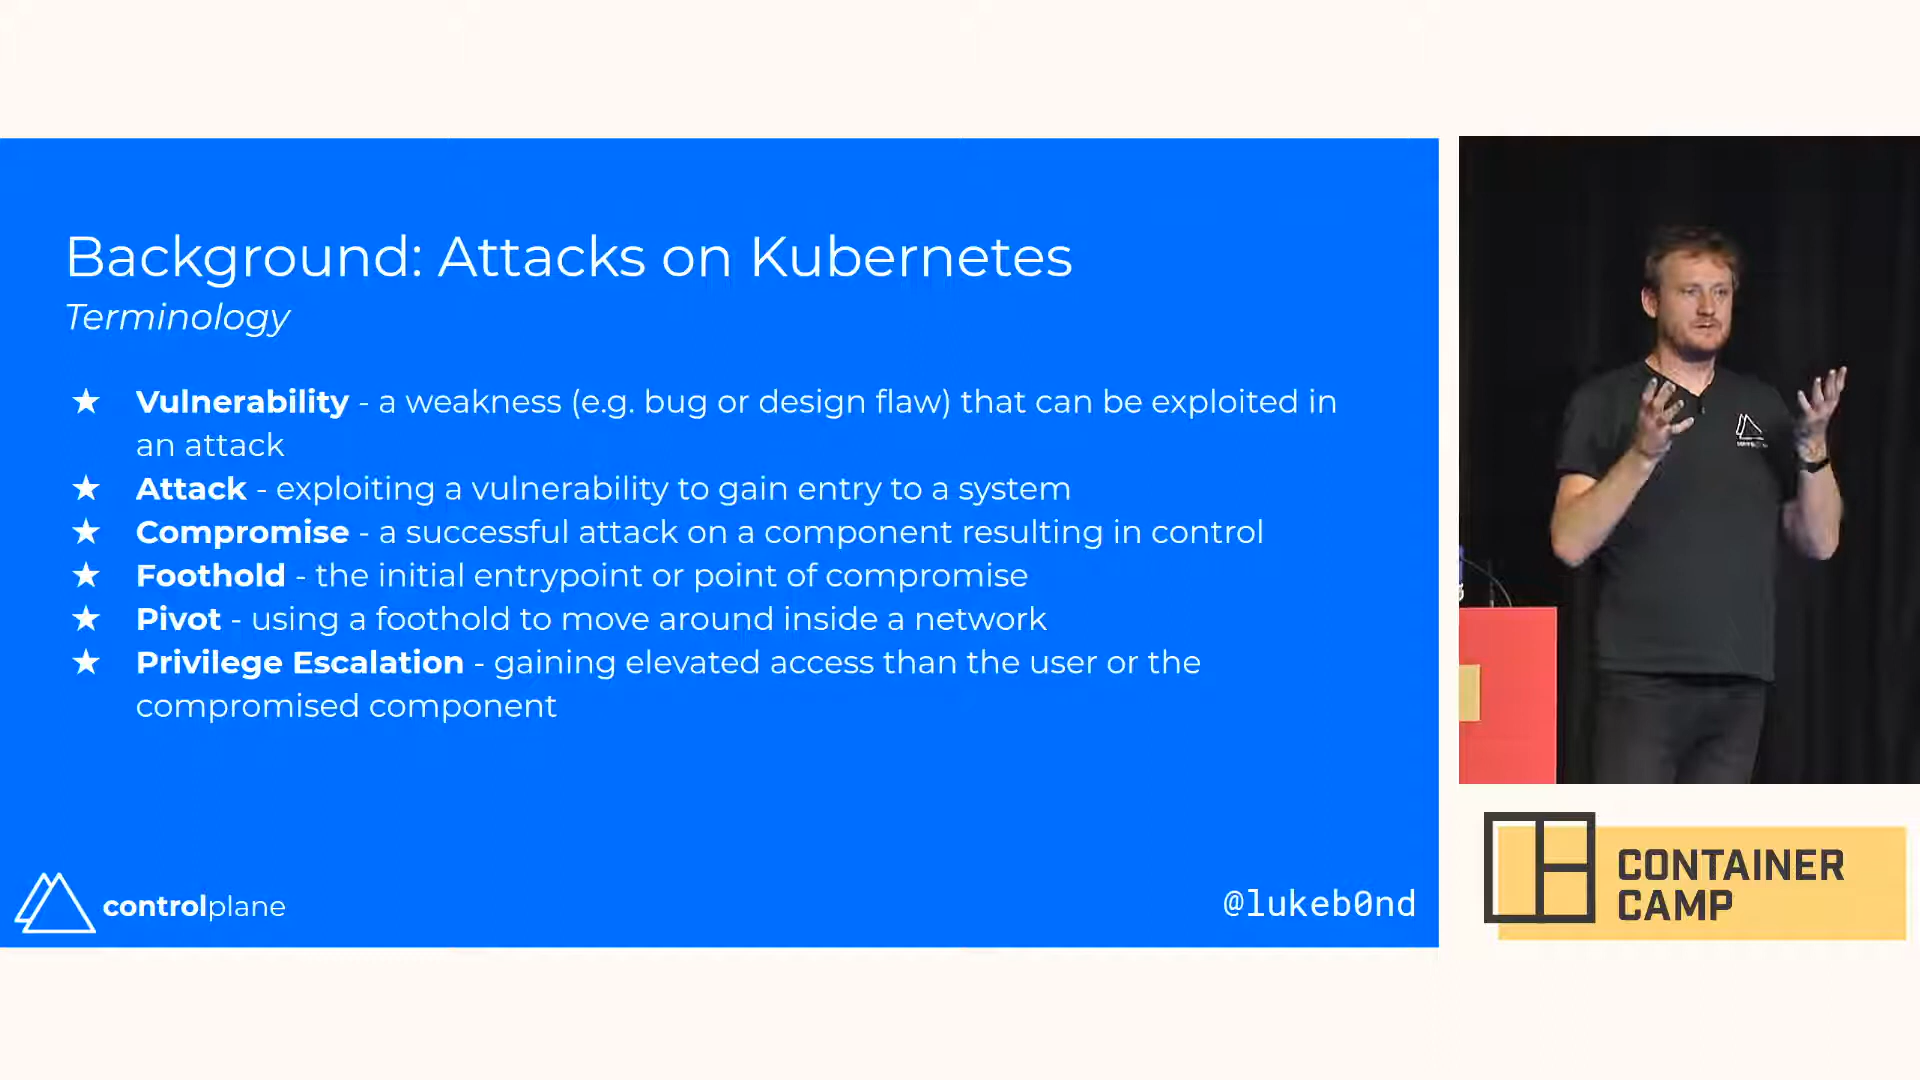 Background: Attacks on Kubernetes
Terminology
★ Vulnerability - a weakness (e.g. bug or design flaw) that can be exploited in
an attack
★ Attack - exploiting a vulnerability to gain entry to a system
★ Compromise - a successful attack on a component resulting in control
★ Foothold - the initial entrypoint or point of compromise
★ Pivot - using a foothold to move around inside a network
★ Privilege Escalation - gaining elevated access than the user or the
compromised component
controlplane
@lukeb0nd
CONTAINER
CAMP